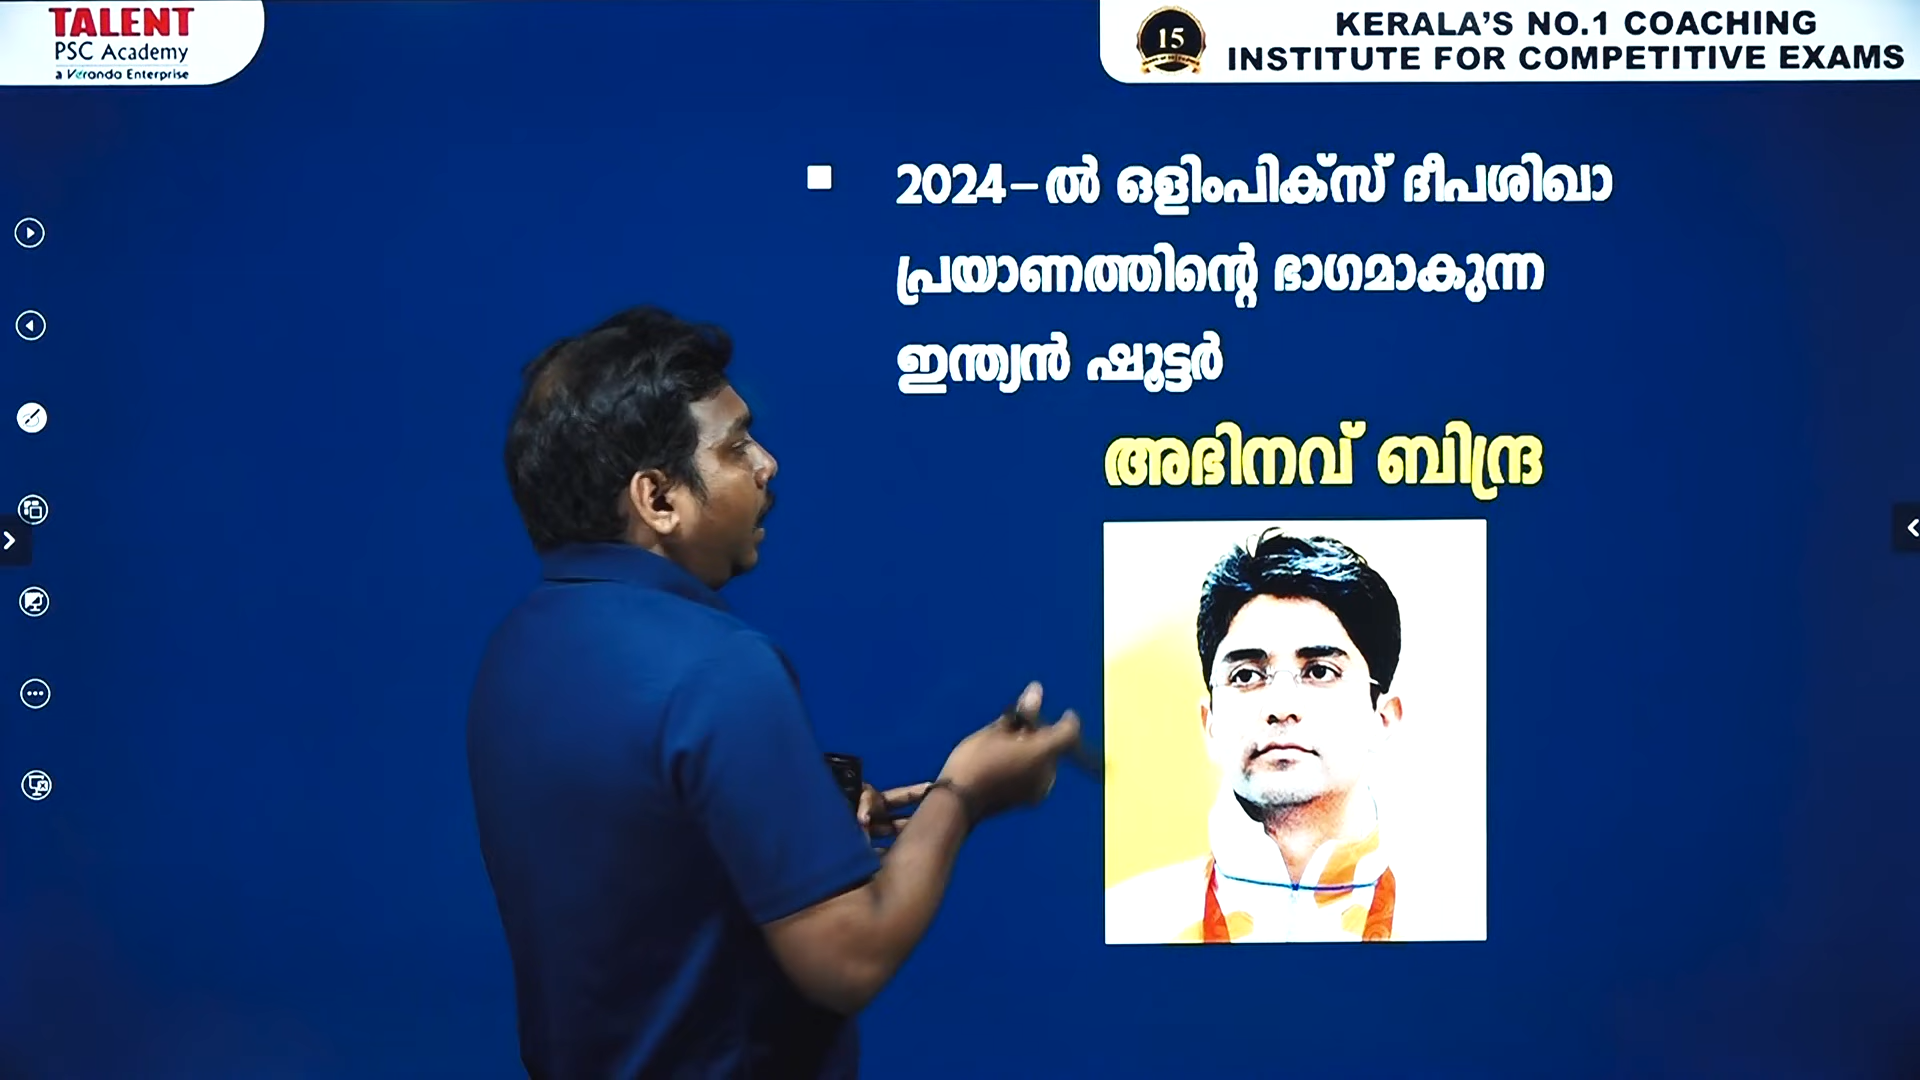 TALENT
PSC Academy
a Veranda Enterprise
15
KERALA'S NO.1 COACHING
INSTITUTE FOR COMPETITIVE EXAMS
2024-ൽ ഒളിംപിക്സ് ദീപശിഖാ
പ്രയാണത്തിന്റെ ഭാഗമാകുന്ന
ഇന്ത്യൻ ഷൂട്ടർ
അഭിനവ് ബിന്ദ്ര